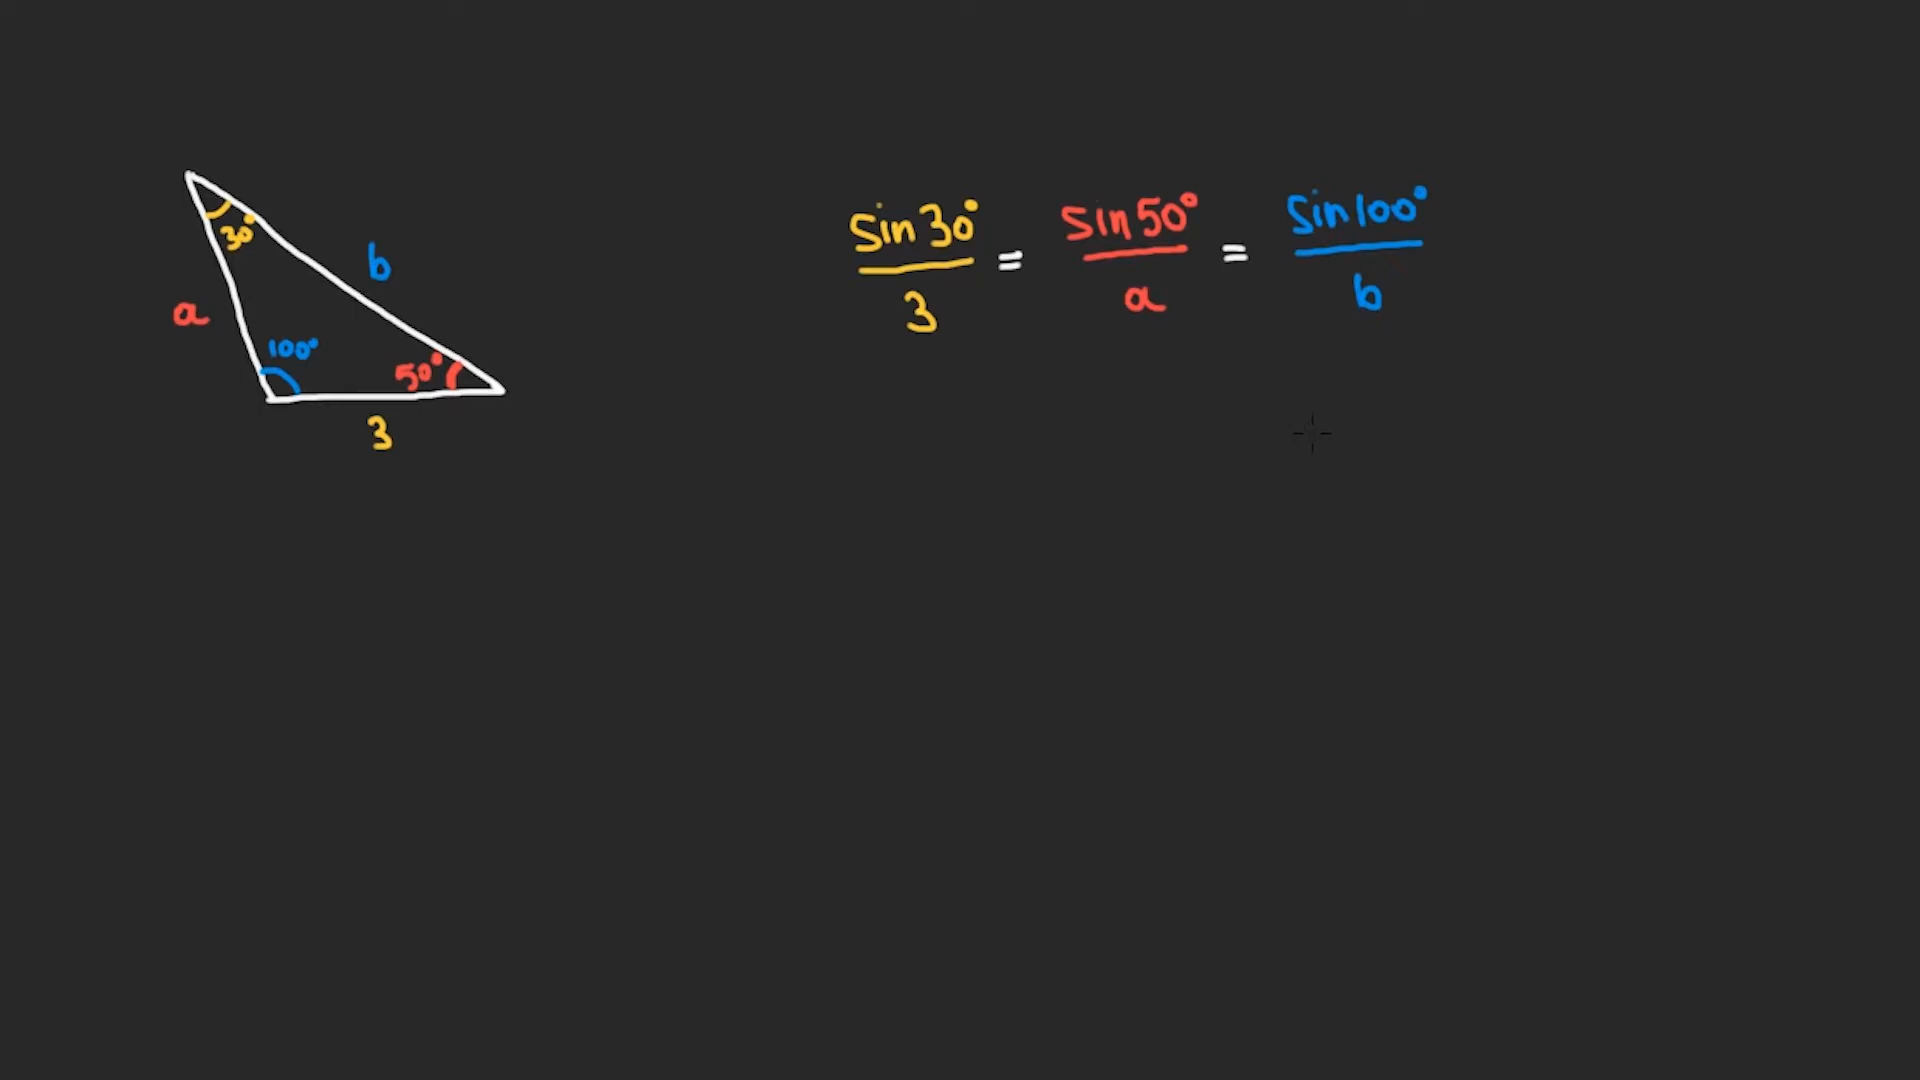 30°
b
a
100°
50°
3
sin 30° / 3 = sin 50° / a = sin 100° / b